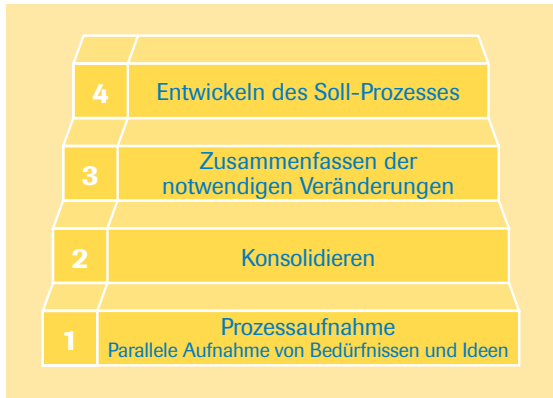 4 Entwickeln des Soll-Prozesses
3 Zusammenfassen der
notwendigen Veränderungen
2 Konsolidieren
1 Prozessaufnahme
Parallele Aufnahme von Bedürfnissen und Ideen